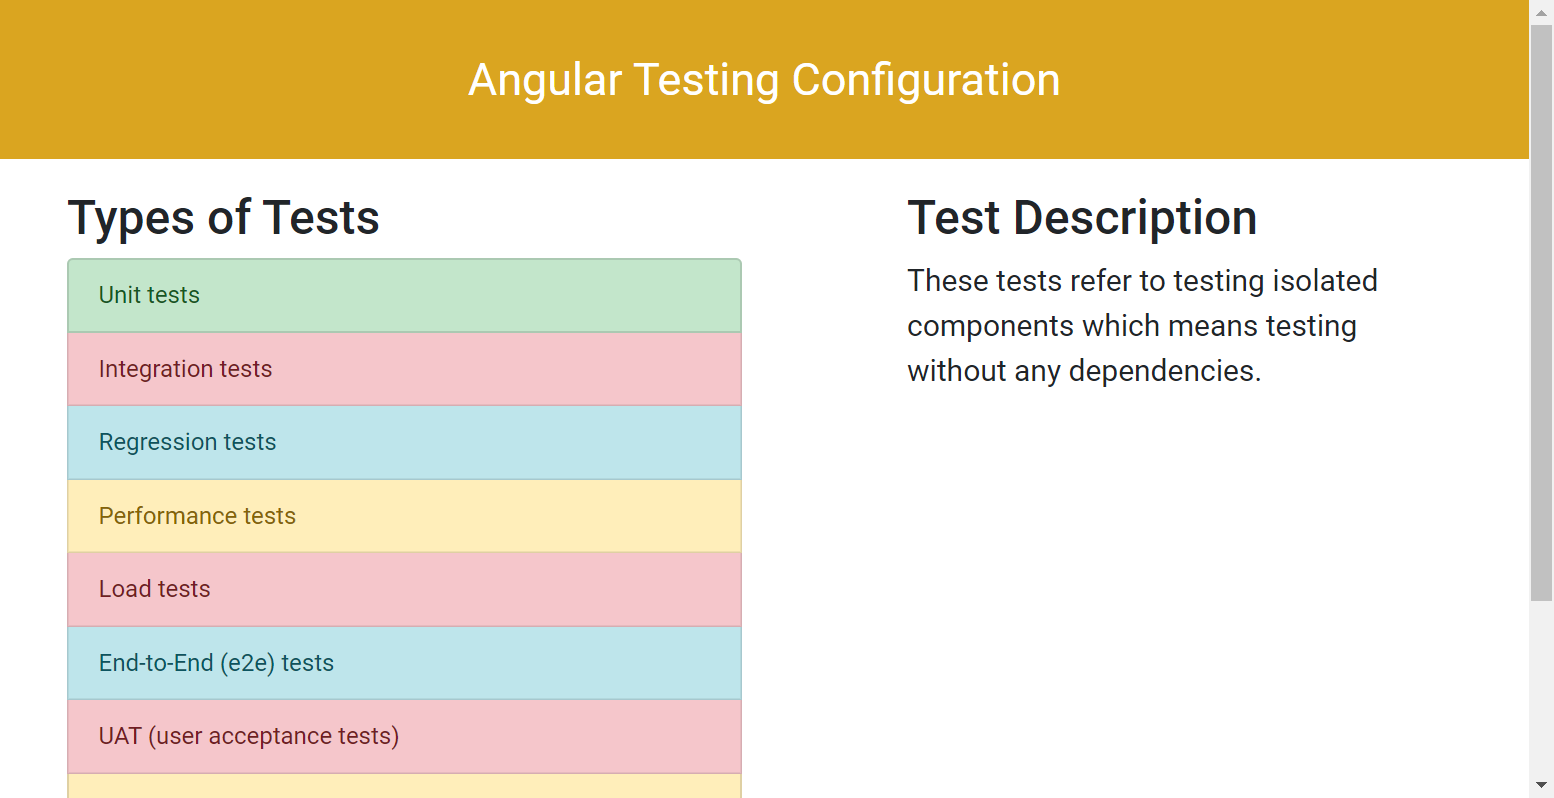 Angular Testing Configuration
Types of Tests
Unit tests
Integration tests
Regression tests
Performance tests
Load tests
End-to-End (e2e) tests
UAT (user acceptance tests)
Test Description
These tests refer to testing isolated
components which means testing
without any dependencies.